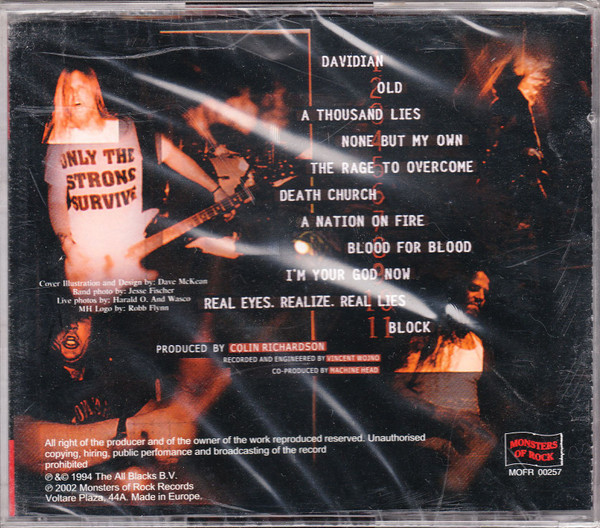 DAVIDIAN
OLD
A THOUSAND LIES
NONE BUT MY OWN
THE RAGE TO OVERCOME
DEATH CHURCH
A NATION ON FIRE
BLOOD FOR BLOOD
I'M YOUR GOD NOW
REAL EYES. REALIZE. REAL LIES
11 BLOCK
ONLY THE
STRONG
SURVIVE
Cover Illustration and Design by: Dave McKean
Band photo by: Jesse Fischer
Live photos by: Harald O. And Wasco
MH Logo by: Robb Flynn
PRODUCED BY COLIN RICHARDSON
RECORDED AND ENGINEERED BY VINCENT WOJNO
CO-PRODUCED BY MACHINE HEAD
All right of the producer and of the owner of the work reproduced reserved. Unauthorised
copying, hiring, public perfomance and broadcasting of the record
prohibited
℗&© 1994 The All Blacks B.V.
℗ 2002 Monsters of Rock Records
Voltare Plaza, 44A. Made in Europe.
MONSTERS
OF ROCK
MOFR 00257